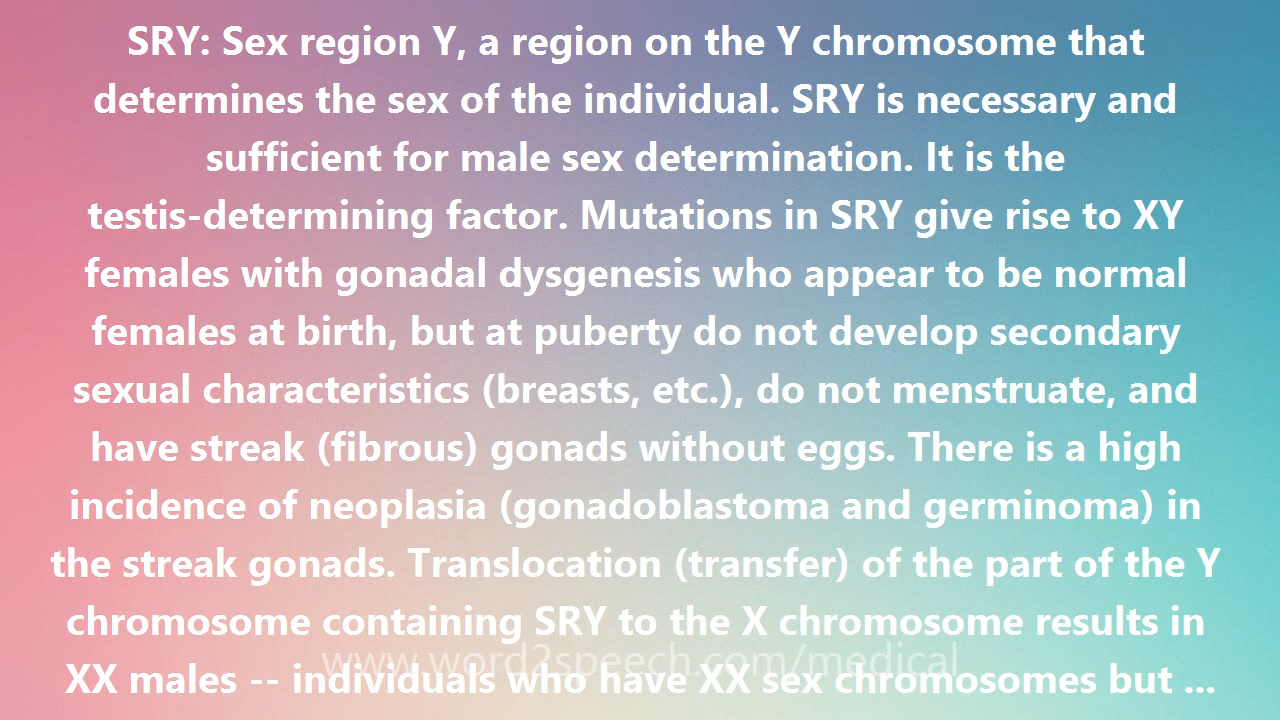 SRY: Sex region Y, a region on the Y chromosome that
determines the sex of the individual. SRY is necessary and
sufficient for male sex determination. It is the
testis-determining factor. Mutations in SRY give rise to XY
females with gonadal dysgenesis who appear to be normal
females at birth, but at puberty do not develop secondary
sexual characteristics (breasts, etc.), do not menstruate, and
have streak (fibrous) gonads without eggs. There is a high
incidence of neoplasia (gonadoblastoma and germinoma) in
the streak gonads. Translocation (transfer) of the part of the Y
chromosome containing SRY to the X chromosome results in
www.word2speech.com/medical
XX males -- individuals who have XX sex chromosomes but ...